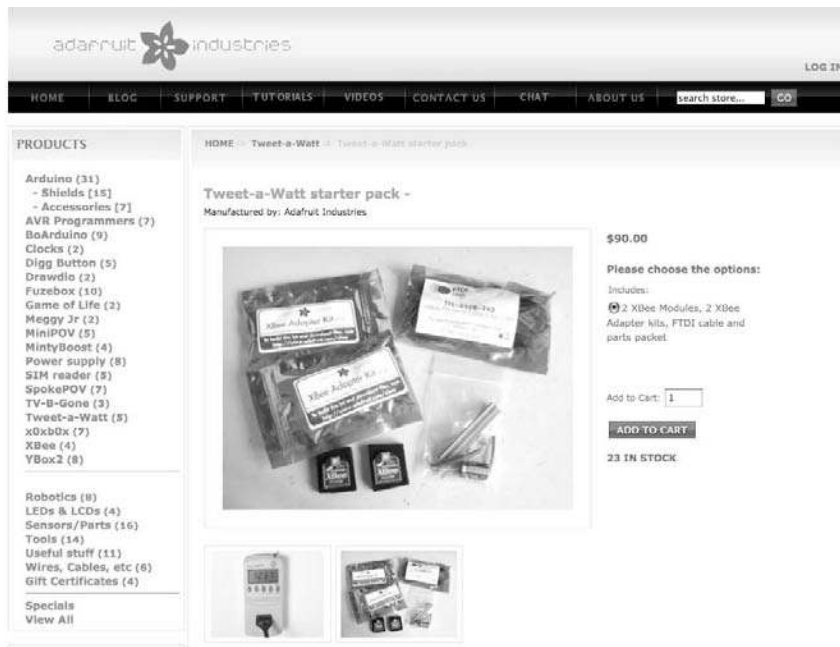 adafruit industries
LOG IN
HOME BLOG SUPPORT TUTORIALS VIDEOS CONTACT US CHAT ABOUT US search store... GO
PRODUCTS
Arduino (31)
- Shields [15]
- Accessories [7]
AVR Programmers (7)
BoArduino (9)
Clocks (2)
Digg Button (5)
Drawdio (2)
Fuzebox (10)
Game of Life (2)
Meggy Jr (2)
MiniPOV (5)
MintyBoost (4)
Power supply (8)
SIM reader (5)
SpokePOV (7)
TV-B-Gone (3)
Tweet-a-Watt (5)
x0xb0x (7)
XBee (4)
YBox2 (8)
Robotics (8)
LEDs & LCDs (4)
Sensors/Parts (16)
Tools (14)
Useful stuff (11)
Wires, Cables, etc (6)
Gift Certificates (4)
Specials
View All
HOME :: Tweet-a-Watt :: Tweet-a-Watt starter pack
Tweet-a-Watt starter pack -
Manufactured by: Adafruit Industries
XBee Adapter Kit
XBee Adapter Kit
$90.00
Please choose the options:
Includes:
2 XBee Modules, 2 XBee
Adapter kits, FTDI cable and
parts packet
Add to Cart: 1
ADD TO CART
23 IN STOCK